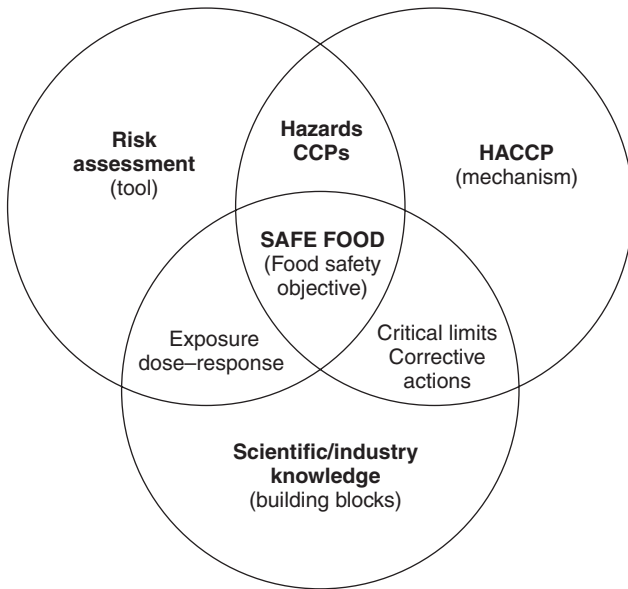 Risk
assessment
(tool)
Hazards
CCPs
HACCP
(mechanism)
SAFE FOOD
(Food safety
objective)
Exposure
dose–response
Critical limits
Corrective
actions
Scientific/industry
knowledge
(building blocks)